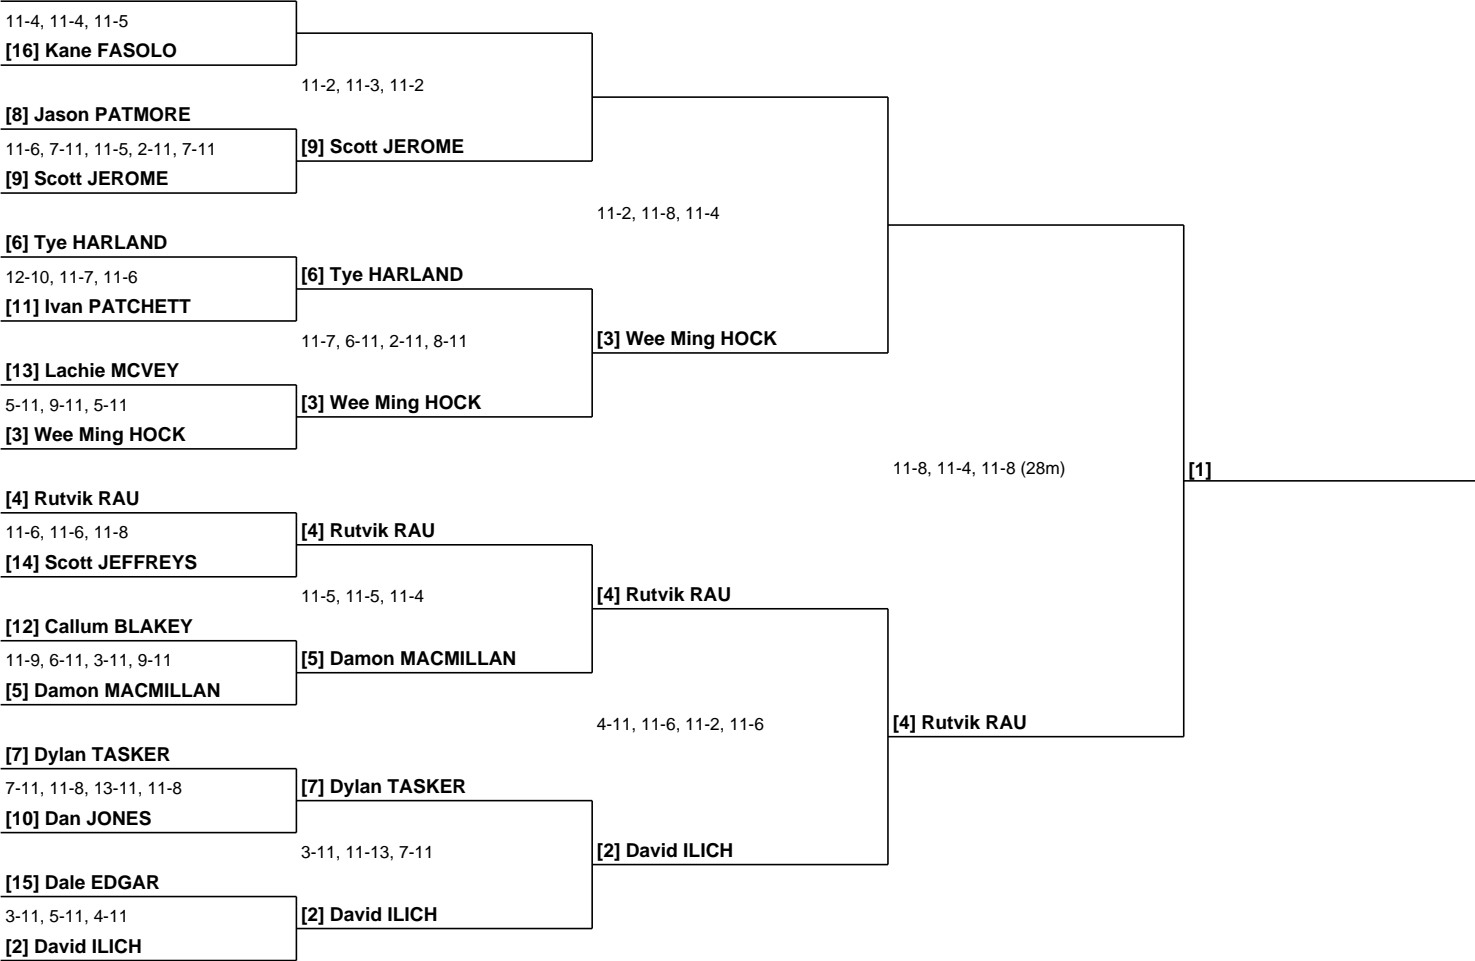 11-4, 11-4, 11-5
[16] Kane FASOLO
11-2, 11-3, 11-2
[8] Jason PATMORE
11-6, 7-11, 11-5, 2-11, 7-11
[9] Scott JEROME
[9] Scott JEROME
11-2, 11-8, 11-4
[6] Tye HARLAND
12-10, 11-7, 11-6
[6] Tye HARLAND
[11] Ivan PATCHETT
11-7, 6-11, 2-11, 8-11
[3] Wee Ming HOCK
[13] Lachie MCVEY
5-11, 9-11, 5-11
[3] Wee Ming HOCK
[3] Wee Ming HOCK
11-8, 11-4, 11-8 (28m)
[1]
[4] Rutvik RAU
11-6, 11-6, 11-8
[4] Rutvik RAU
[14] Scott JEFFREYS
11-5, 11-5, 11-4
[4] Rutvik RAU
[12] Callum BLAKEY
11-9, 6-11, 3-11, 9-11
[5] Damon MACMILLAN
[5] Damon MACMILLAN
4-11, 11-6, 11-2, 11-6
[4] Rutvik RAU
[7] Dylan TASKER
7-11, 11-8, 13-11, 11-8
[7] Dylan TASKER
[10] Dan JONES
3-11, 11-13, 7-11
[2] David ILICH
[15] Dale EDGAR
3-11, 5-11, 4-11
[2] David ILICH
[2] David ILICH